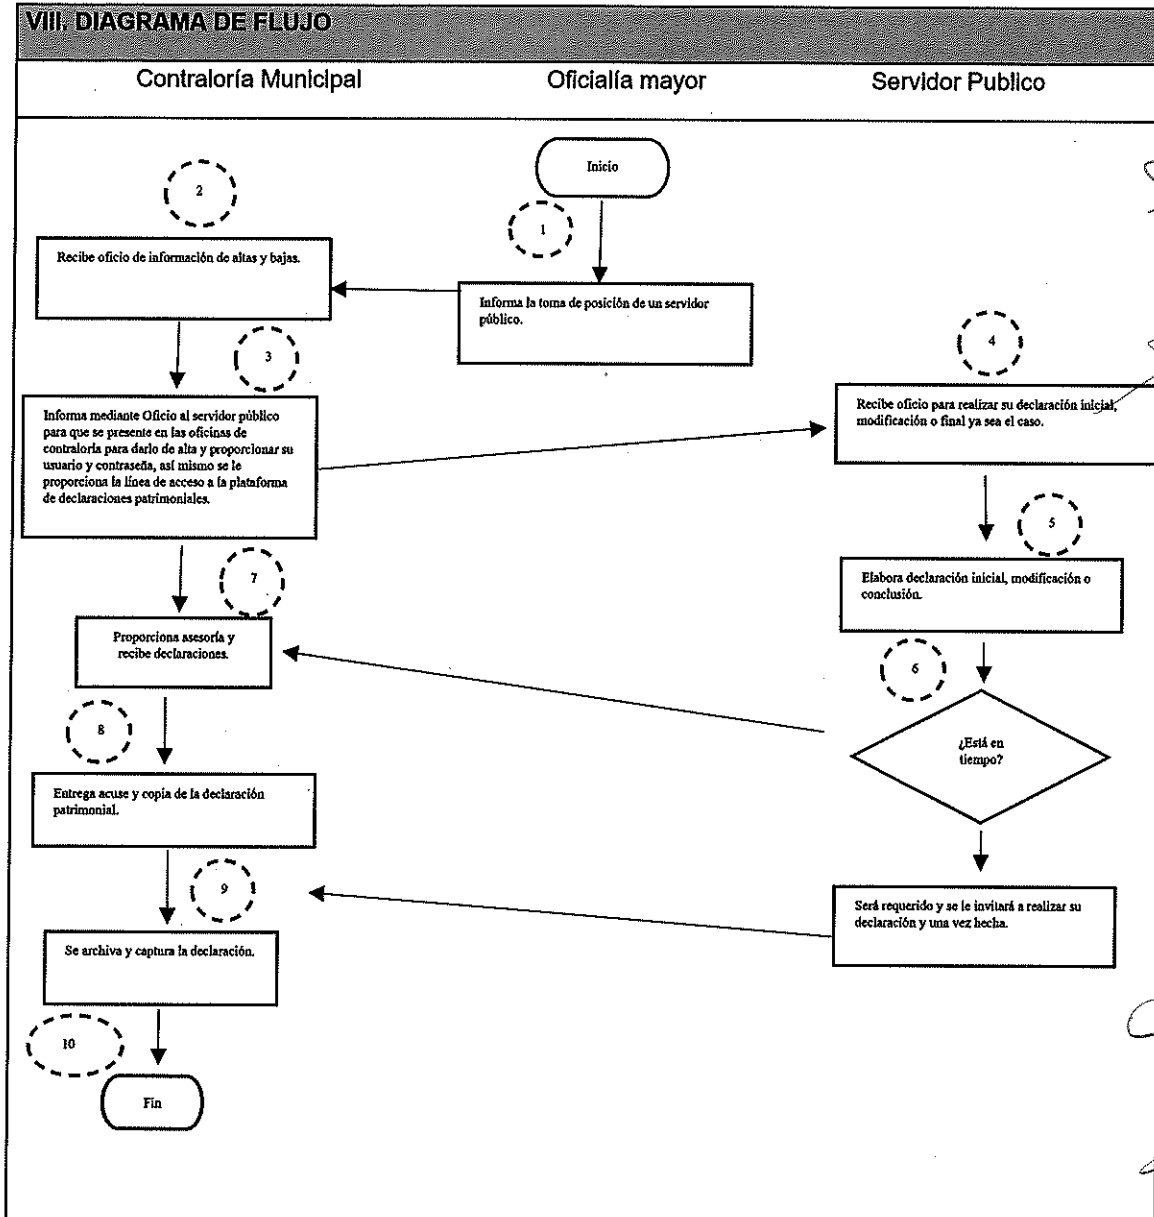 VIII. DIAGRAMA DE FLUJO
Contraloría Municipal
Oficialía mayor
Servidor Publico
Inicio
1
Informa la toma de posición de un servidor
público.
2
Recibe oficio de información de altas y bajas.
3
Informa mediante Oficio al servidor público
para que se presente en las oficinas de
contraloría para darlo de alta y proporcionar su
usuario y contraseña, así mismo se le
proporciona la línea de acceso a la plataforma
de declaraciones patrimoniales.
4
Recibe oficio para realizar su declaración inicial,
modificación o final ya sea el caso.
5
Elabora declaración inicial, modificación o
conclusión.
6
¿Está en
tiempo?
Será requerido y se le invitará a realizar su
declaración y una vez hecha.
7
Proporciona asesoría y
recibe declaraciones.
8
Entrega acuse y copia de la declaración
patrimonial.
9
Se archiva y captura la declaración.
10
Fin